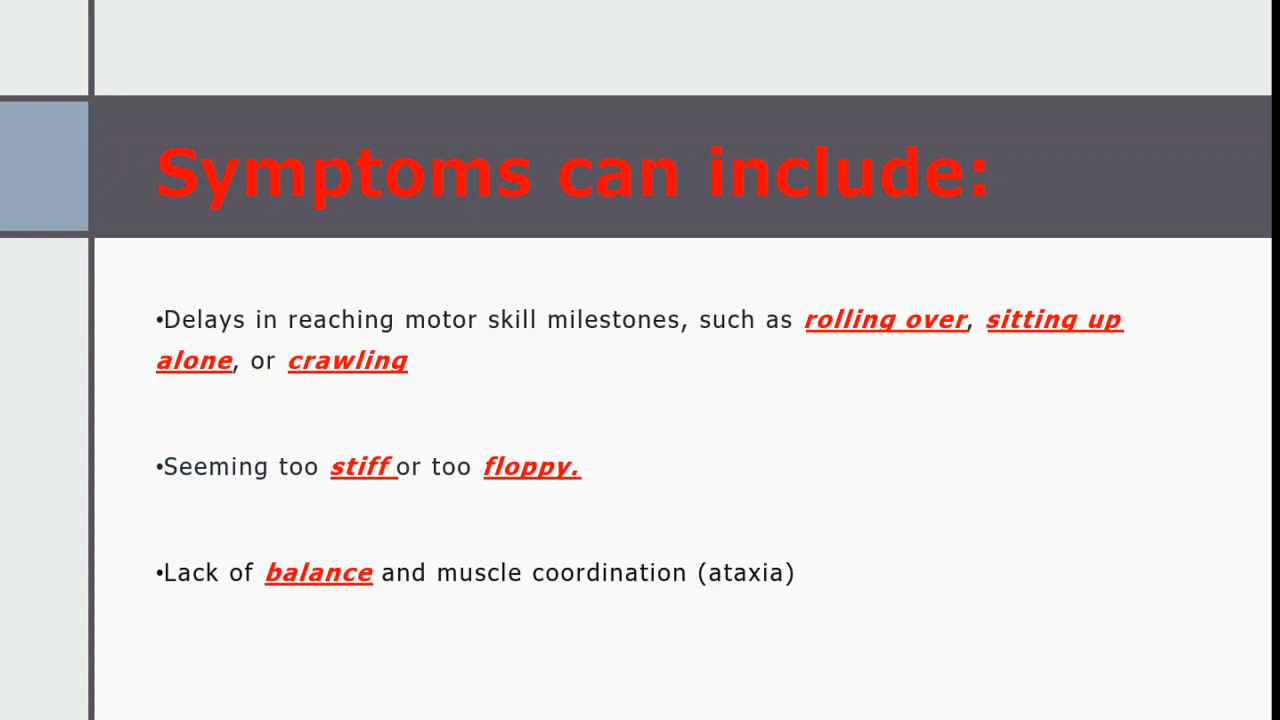 Symptoms can include:
•Delays in reaching motor skill milestones, such as rolling over, sitting up
alone, or crawling
•Seeming too stiff or too floppy.
•Lack of balance and muscle coordination (ataxia)